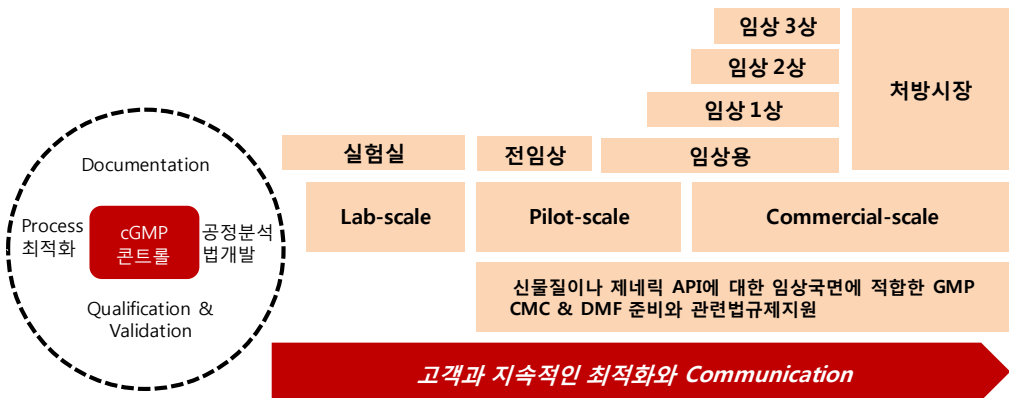 임상 3상
임상 2상
임상 1상
처방시장
실험실
전임상
임상용
Lab-scale
Pilot-scale
Commercial-scale
신물질이나 제네릭 API에 대한 임상국면에 적합한 GMP
CMC & DMF 준비와 관련법규제지원
고객과 지속적인 최적화와 Communication
Documentation
Process
최적화
cGMP
콘트롤
공정분석
법개발
Qualification &
Validation